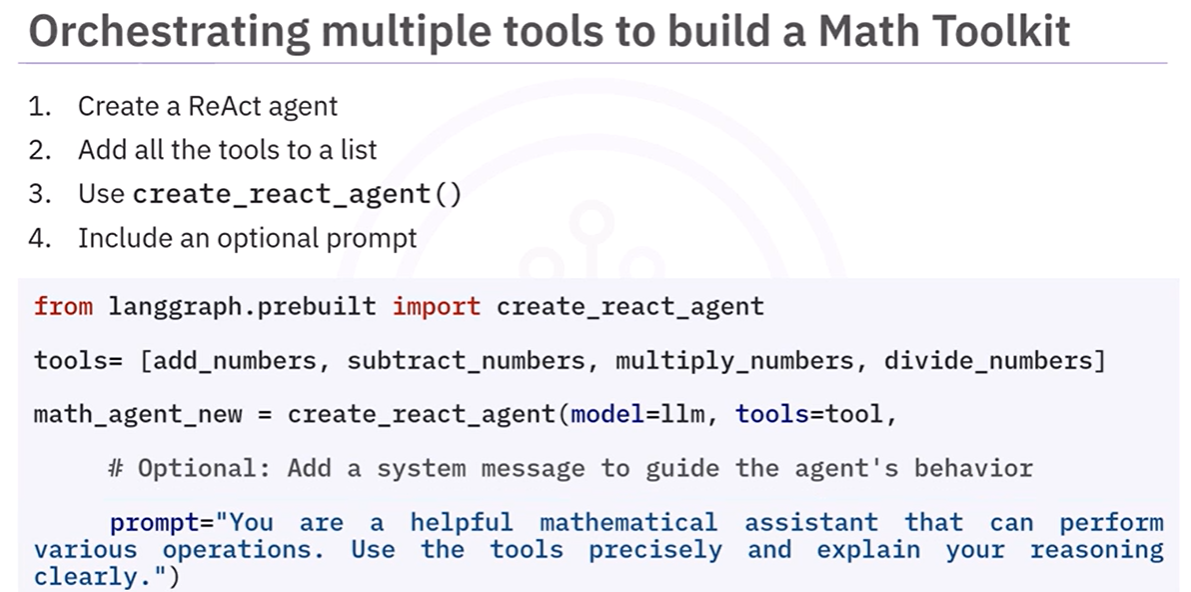 Orchestrating multiple tools to build a Math Toolkit
1. Create a ReAct agent
2. Add all the tools to a list
3. Use create_react_agent()
4. Include an optional prompt
from langgraph.prebuilt import create_react_agent
tools= [add_numbers, subtract_numbers, multiply_numbers, divide_numbers]
math_agent_new = create_react_agent(model=llm, tools=tool,
# Optional: Add a system message to guide the agent's behavior
prompt="You are a helpful mathematical assistant that can perform
various operations. Use the tools precisely and explain your reasoning
clearly.")